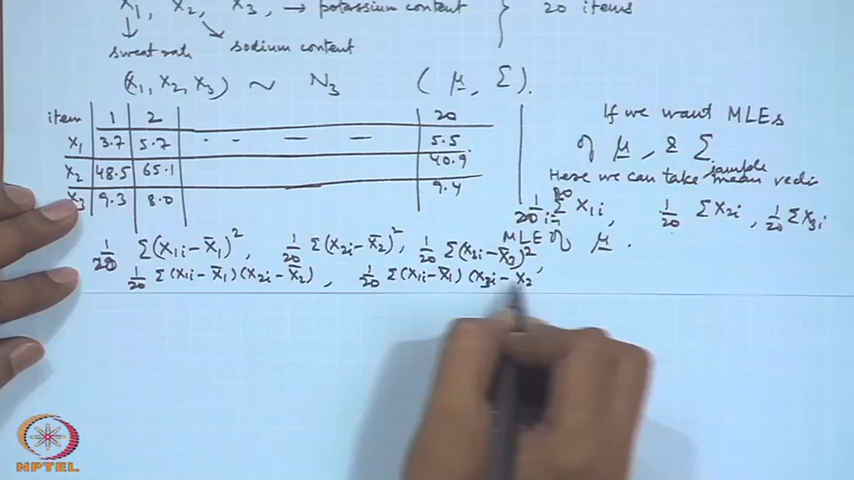 X1, X2, X3, → potassium content } 20 items
sweat rate sodium content
(X1, X2, X3) ~ N3 ( μ, Σ ).
item 1 2 20
X1 3.7 5.7 . . — — 5.5
X2 48.5 65.1 40.9
X3 9.3 8.0 9.4
If we want MLEs
of μ, & Σ
Here we can take sample mean
1/20 Σ i=1 20 X1i, 1/20 Σ X2i, 1/20 Σ X3i
MLE of μ.
1/20 Σ(X1i − X̄1)², 1/20 Σ(X2i − X̄2)², 1/20 Σ(X3i − X̄3)²,
1/20 Σ(X1i − X̄1)(X2i − X̄2), 1/20 Σ(X1i − X̄1)(X3i − X2
NPTEL